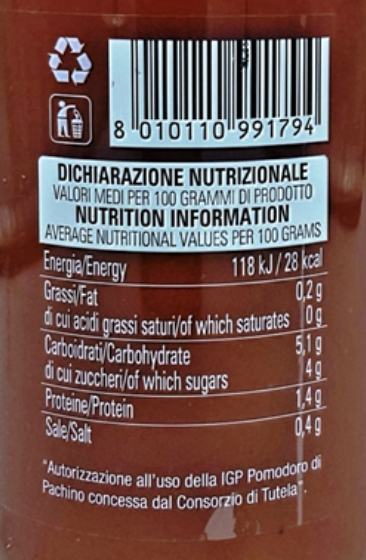 8 010110 991794
DICHIARAZIONE NUTRIZIONALE
VALORI MEDI PER 100 GRAMMI DI PRODOTTO
NUTRITION INFORMATION
AVERAGE NUTRITIONAL VALUES PER 100 GRAMS
Energia/Energy 118 kJ / 28 kcal
Grassi/Fat 0,2 g
di cui acidi grassi saturi/of which saturates 0 g
Carboidrati/Carbohydrate 5,1 g
di cui zuccheri/of which sugars 4 g
Proteine/Protein 1,4 g
Sale/Salt 0,4 g
"Autorizzazione all'uso della IGP Pomodoro di
Pachino concessa dal Consorzio di Tutela".